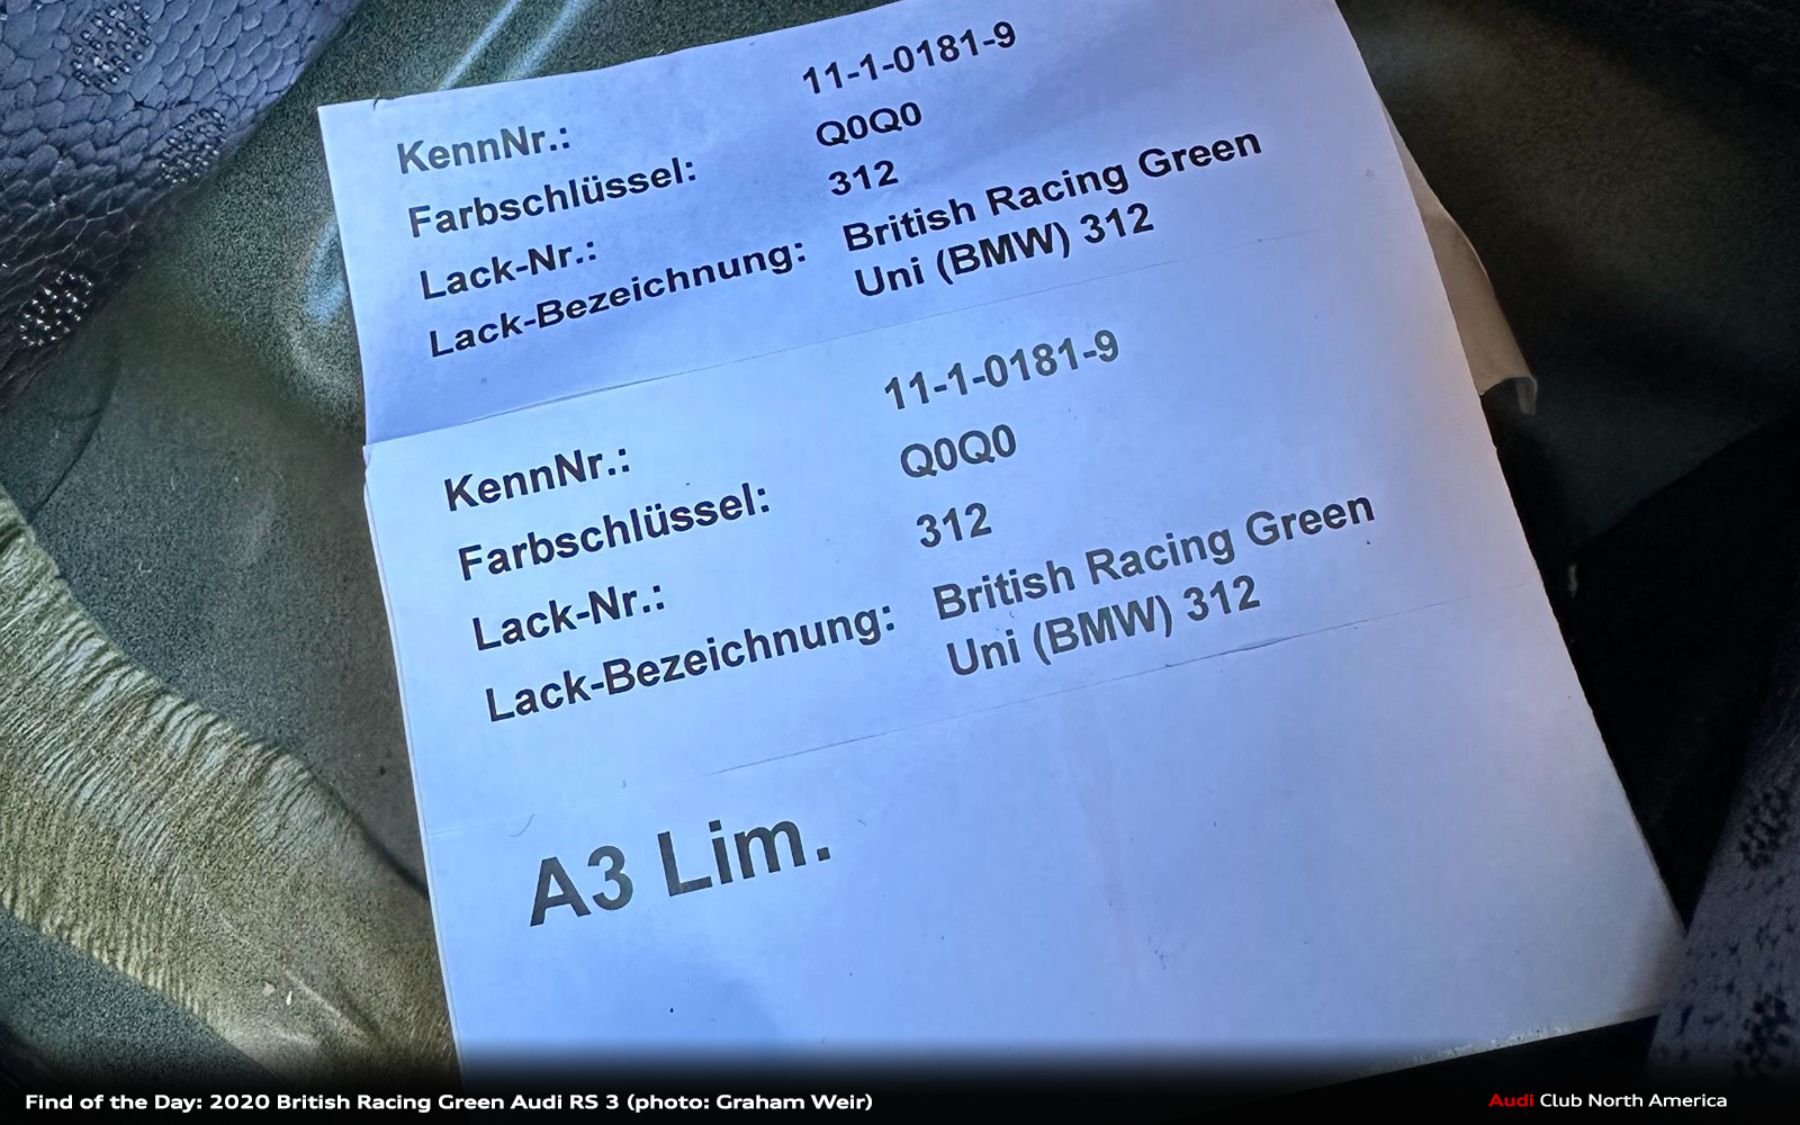 KennNr.: 11-1-0181-9
Farbschlüssel: Q0Q0
Lack-Nr.: 312
Lack-Bezeichnung: British Racing Green
Uni (BMW) 312
KennNr.: 11-1-0181-9
Farbschlüssel: Q0Q0
Lack-Nr.: 312
Lack-Bezeichnung: British Racing Green
Uni (BMW) 312
A3 Lim.
Find of the Day: 2020 British Racing Green Audi RS 3 (photo: Graham Weir)
Audi Club North America